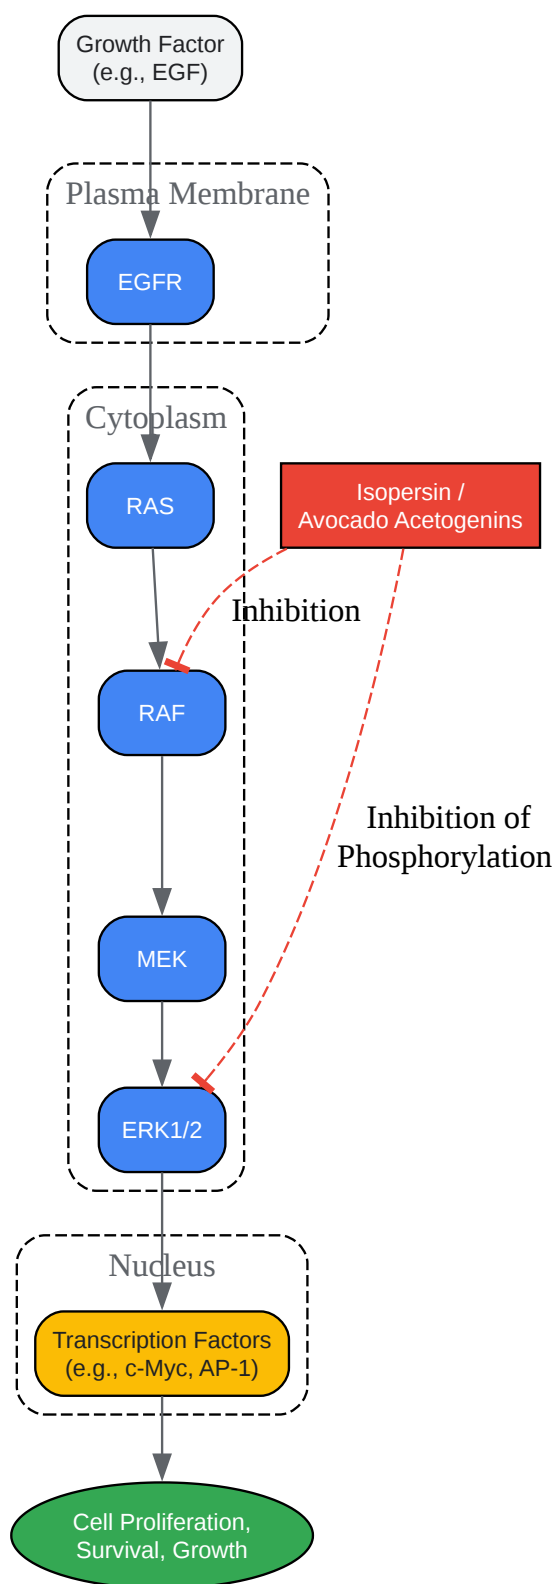 Growth Factor
(e.g., EGF)
Plasma Membrane
EGFR
Cytoplasm
RAS
Isopersin /
Avocado Acetogenins
Inhibition
RAF
Inhibition of
Phosphorylation
MEK
ERK1/2
Nucleus
Transcription Factors
(e.g., c-Myc, AP-1)
Cell Proliferation,
Survival, Growth